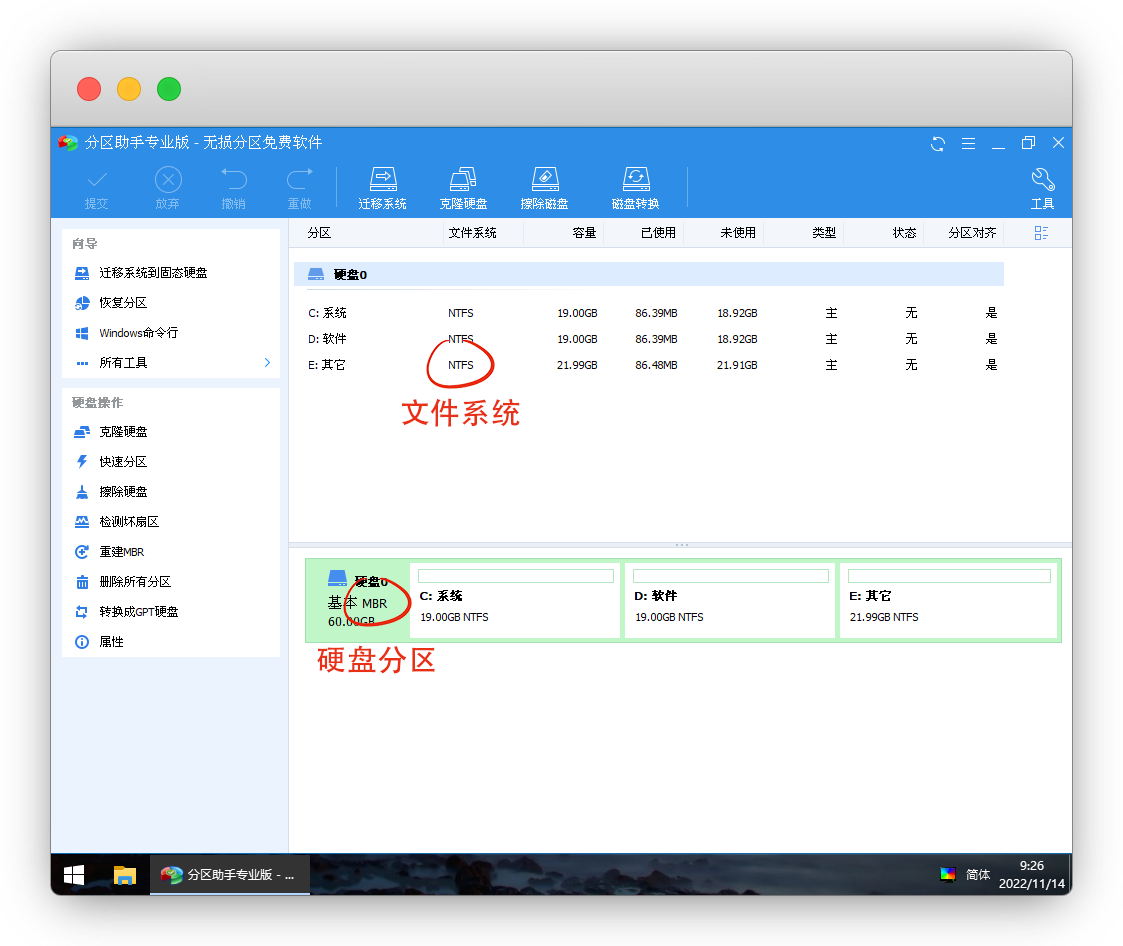 分区助手专业版 - 无损分区免费软件
提交 放弃 撤销 重做 迁移系统 克隆硬盘 擦除磁盘 磁盘转换 工具
向导
迁移系统到固态硬盘
恢复分区
Windows命令行
所有工具
硬盘操作
克隆硬盘
快速分区
擦除硬盘
检测坏扇区
重建MBR
删除所有分区
转换成GPT硬盘
属性
分区 文件系统 容量 已使用 未使用 类型 状态 分区对齐
硬盘0
C: 系统 NTFS 19.00GB 86.39MB 18.92GB 主 无 是
D: 软件 NTFS 19.00GB 86.39MB 18.92GB 主 无 是
E: 其它 NTFS 21.99GB 86.48MB 21.91GB 主 无 是
文件系统
硬盘0
基本 MBR
60.00GB
C: 系统
19.00GB NTFS
D: 软件
19.00GB NTFS
E: 其它
21.99GB NTFS
硬盘分区
分区助手专业版 - ...
简体
9:26
2022/11/14